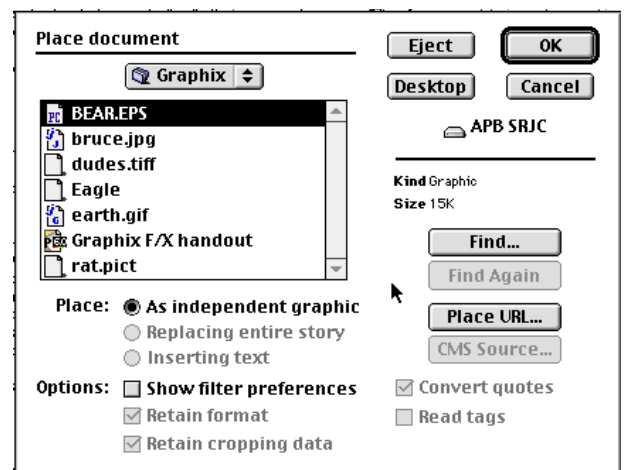 Place document
Eject
OK
Graphix
Desktop
Cancel
APB SRJC
BEAR.EPS
bruce.jpg
dudes.tiff
Eagle
earth.gif
Graphix F/X handout
rat.pict
Kind Graphic
Size 15K
Find...
Find Again
Place URL...
CMS Source...
Place: As independent graphic
Replacing entire story
Inserting text
Options: Show filter preferences
Retain format
Retain cropping data
Convert quotes
Read tags